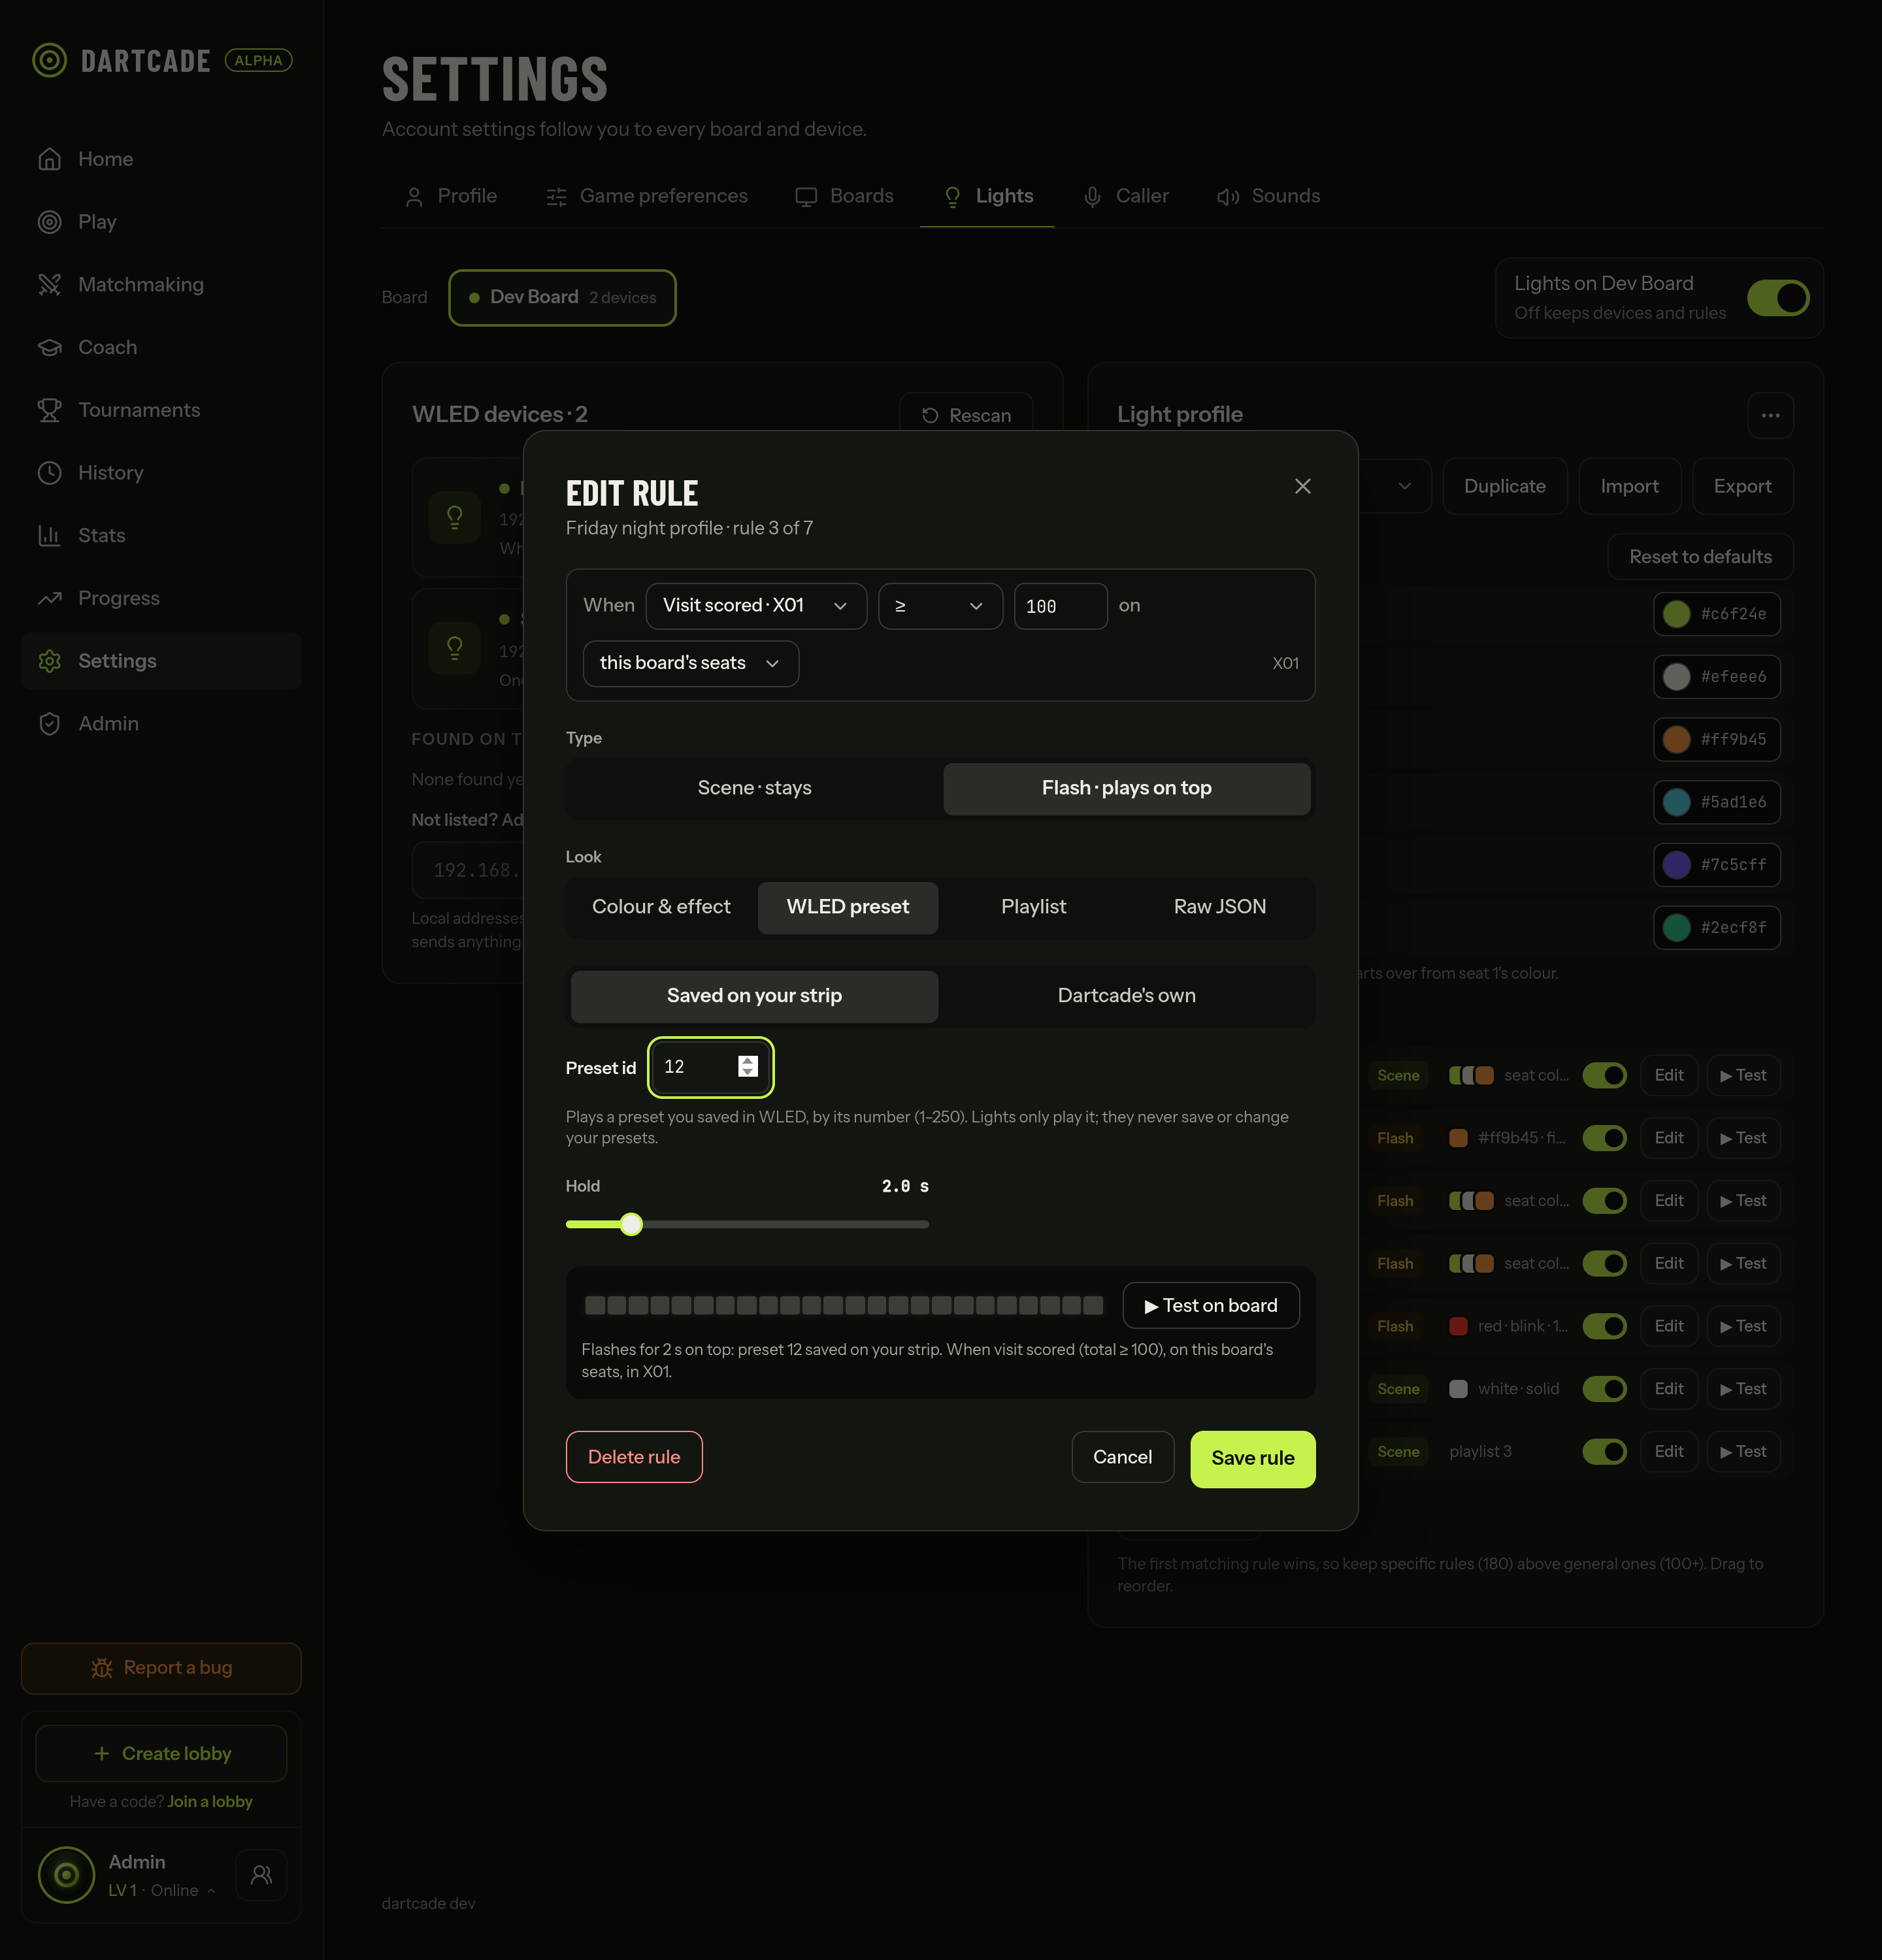 DARTCADE ALPHA
Home
Play
Matchmaking
Coach
Tournaments
History
Stats
Progress
Settings
Admin
Report a bug
Create lobby
Have a code? Join a lobby
Admin
LV 1 · Online
SETTINGS
Account settings follow you to every board and device.
Profile Game preferences Boards Lights Caller Sounds
Board Dev Board 2 devices
Lights on Dev Board
Off keeps devices and rules
WLED devices · 2 Rescan
192
Wh
192
One
FOUND ON T
None found ye
Not listed? Ad
192.168.
Local addresses
sends anything
Light profile
Duplicate Import Export
Reset to defaults
#c6f24e
#efeee6
#ff9b45
#5ad1e6
#7c5cff
#2ecf8f
arts over from seat 1's colour.
Scene seat col... Edit ▶ Test
Flash #ff9b45 · fi... Edit ▶ Test
Flash seat col... Edit ▶ Test
Flash seat col... Edit ▶ Test
Flash red · blink · 1... Edit ▶ Test
Scene white · solid Edit ▶ Test
Scene playlist 3 Edit ▶ Test
The first matching rule wins, so keep specific rules (180) above general ones (100+). Drag to
reorder.
EDIT RULE
Friday night profile · rule 3 of 7
When Visit scored · X01 ≥ 100 on
this board's seats X01
Type
Scene · stays Flash · plays on top
Look
Colour & effect WLED preset Playlist Raw JSON
Saved on your strip Dartcade's own
Preset id 12
Plays a preset you saved in WLED, by its number (1–250). Lights only play it; they never save or change
your presets.
Hold 2.0 s
▶ Test on board
Flashes for 2 s on top: preset 12 saved on your strip. When visit scored (total ≥ 100), on this board's
seats, in X01.
Delete rule Cancel Save rule
dartcade dev